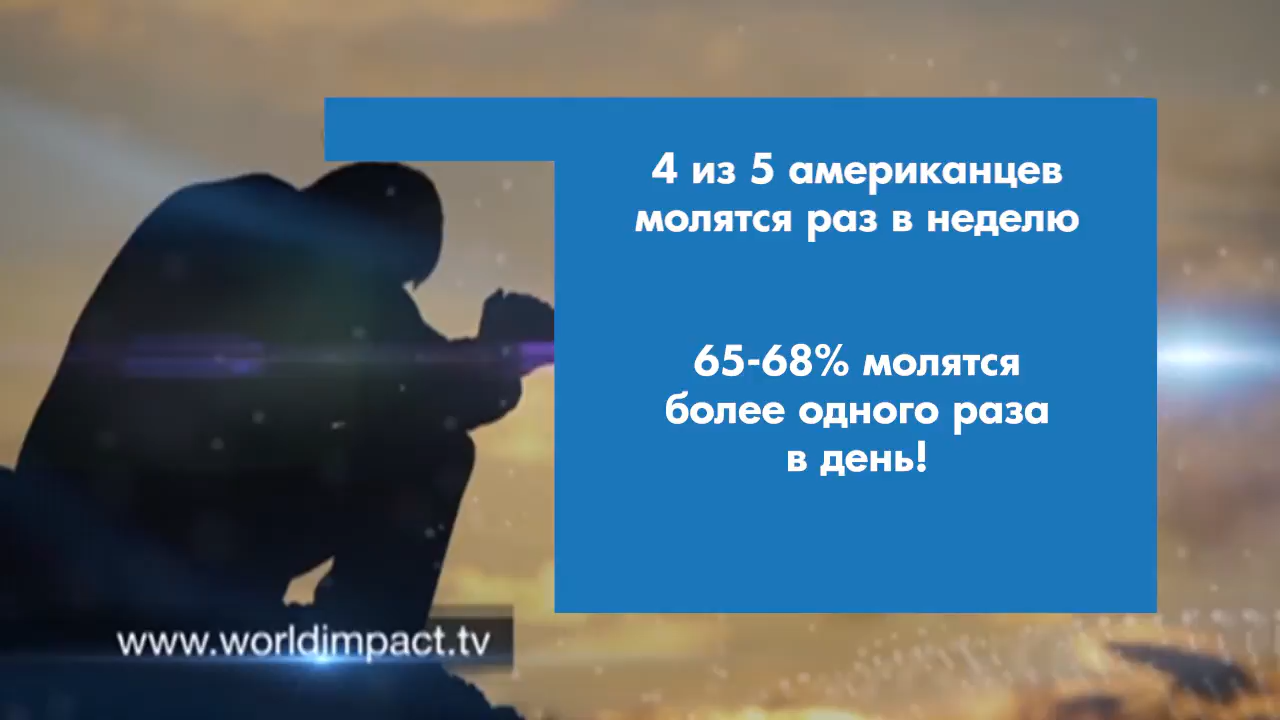 4 из 5 американцев
молятся раз в неделю
65-68% молятся
более одного раза
в день!
www.worldimpact.tv